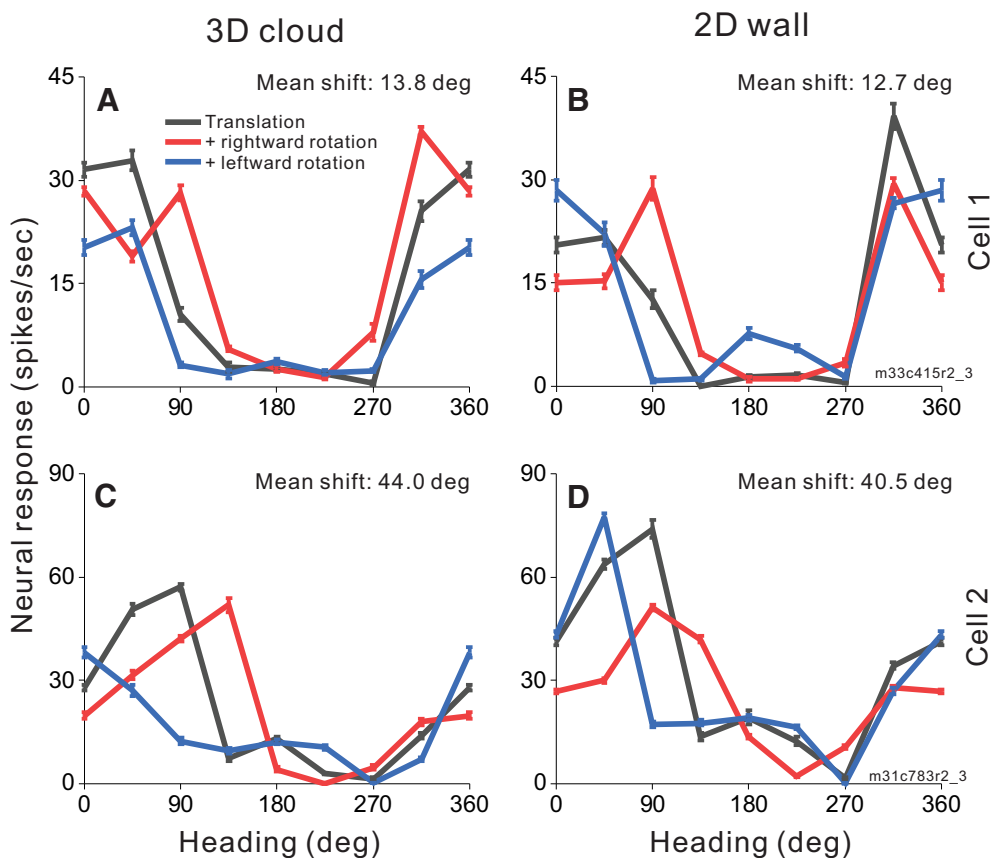 3D cloud
2D wall
A
Mean shift: 13.8 deg
Translation
+ rightward rotation
+ leftward rotation
45
30
15
0
0 90 180 270 360
B
Mean shift: 12.7 deg
45
30
15
0
0 90 180 270 360
m33c415r2_3
Cell 1
Neural response (spikes/sec)
C
Mean shift: 44.0 deg
90
60
30
0
0 90 180 270 360
Heading (deg)
D
Mean shift: 40.5 deg
90
60
30
0
0 90 180 270 360
m31c783r2_3
Heading (deg)
Cell 2